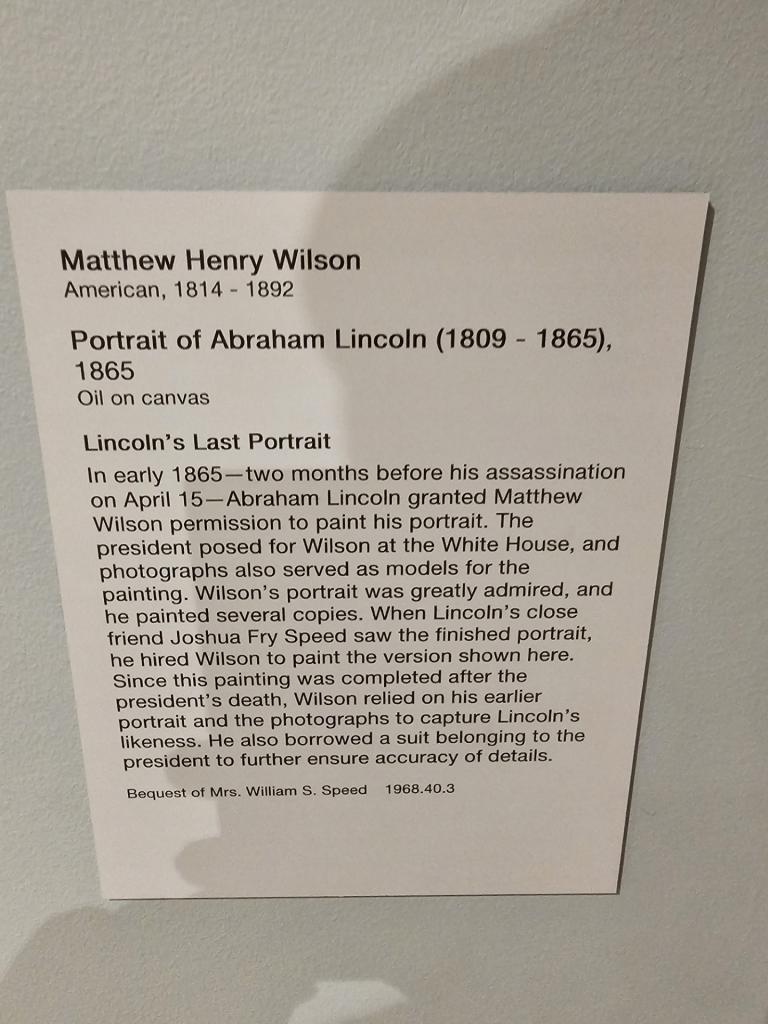 Matthew Henry Wilson
American, 1814 - 1892
Portrait of Abraham Lincoln (1809 - 1865),
1865
Oil on canvas
Lincoln's Last Portrait
In early 1865—two months before his assassination
on April 15—Abraham Lincoln granted Matthew
Wilson permission to paint his portrait. The
president posed for Wilson at the White House, and
photographs also served as models for the
painting. Wilson's portrait was greatly admired, and
he painted several copies. When Lincoln's close
friend Joshua Fry Speed saw the finished portrait,
he hired Wilson to paint the version shown here.
Since this painting was completed after the
president's death, Wilson relied on his earlier
portrait and the photographs to capture Lincoln's
likeness. He also borrowed a suit belonging to the
president to further ensure accuracy of details.
Bequest of Mrs. William S. Speed 1968.40.3